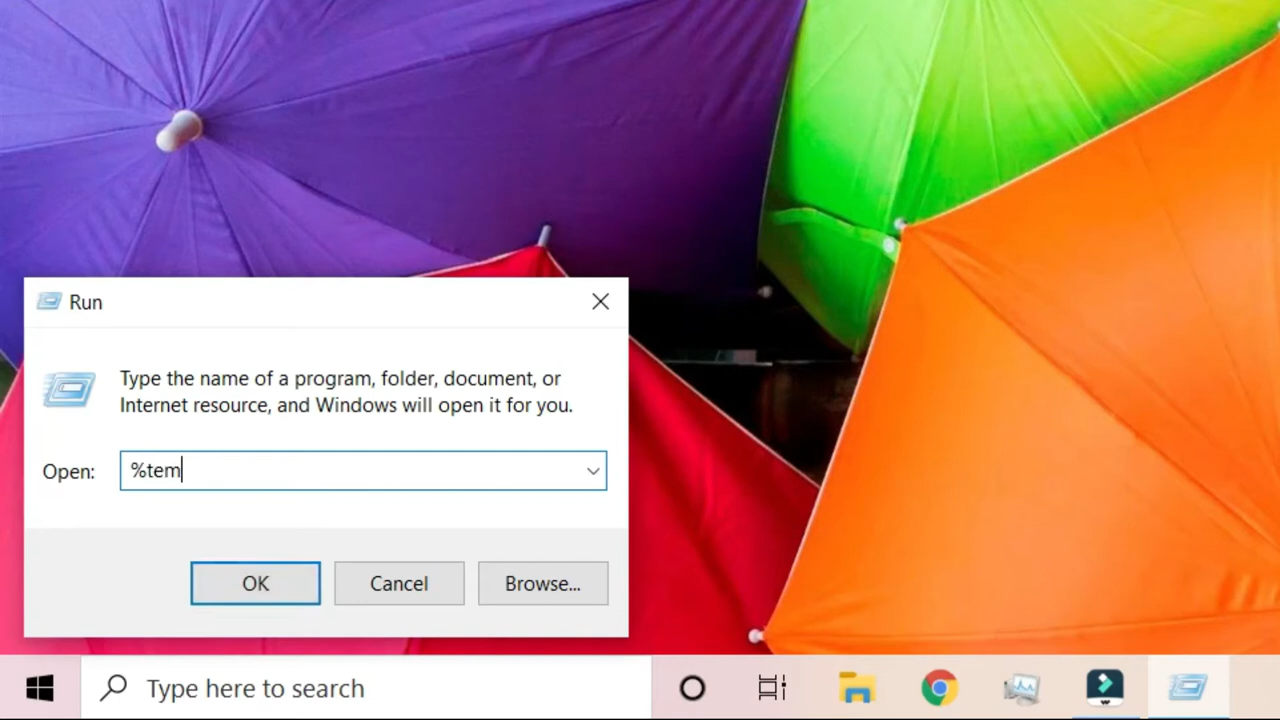 Run
Type the name of a program, folder, document, or
Internet resource, and Windows will open it for you.
Open: %tem
OK Cancel Browse...
Type here to search